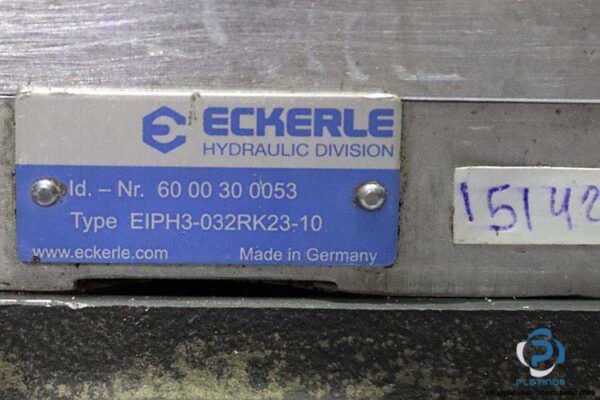 ECKERLE
HYDRAULIC DIVISION
Id. – Nr. 60 00 30 0053
Type EIPH3-032RK23-10
www.eckerle.com Made in Germany
15142
PLATINUM